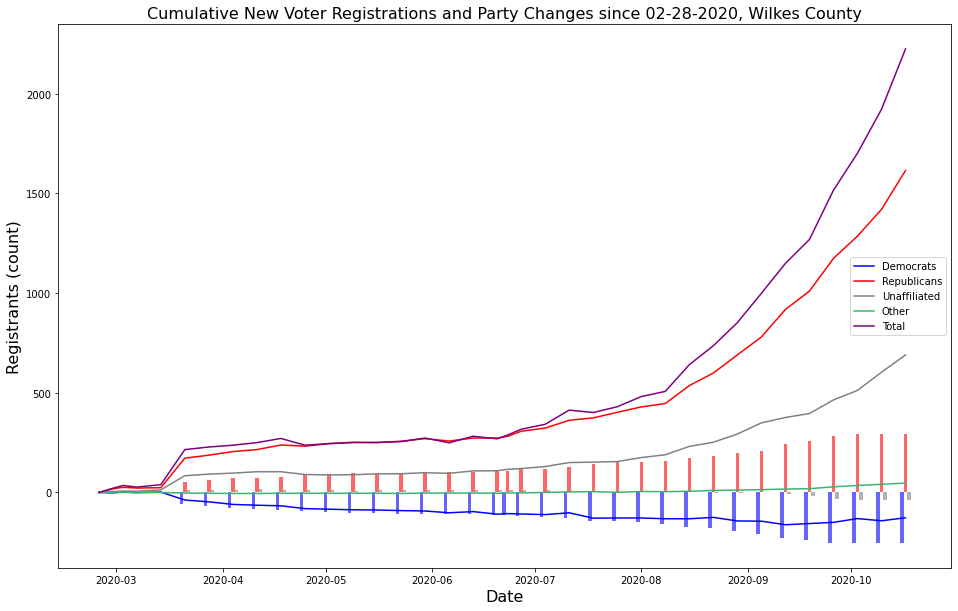 Cumulative New Voter Registrations and Party Changes since 02-28-2020, Wilkes County
Registrants (count)
2000
1500
1000
500
0
Democrats
Republicans
Unaffiliated
Other
Total
2020-03 2020-04 2020-05 2020-06 2020-07 2020-08 2020-09 2020-10
Date